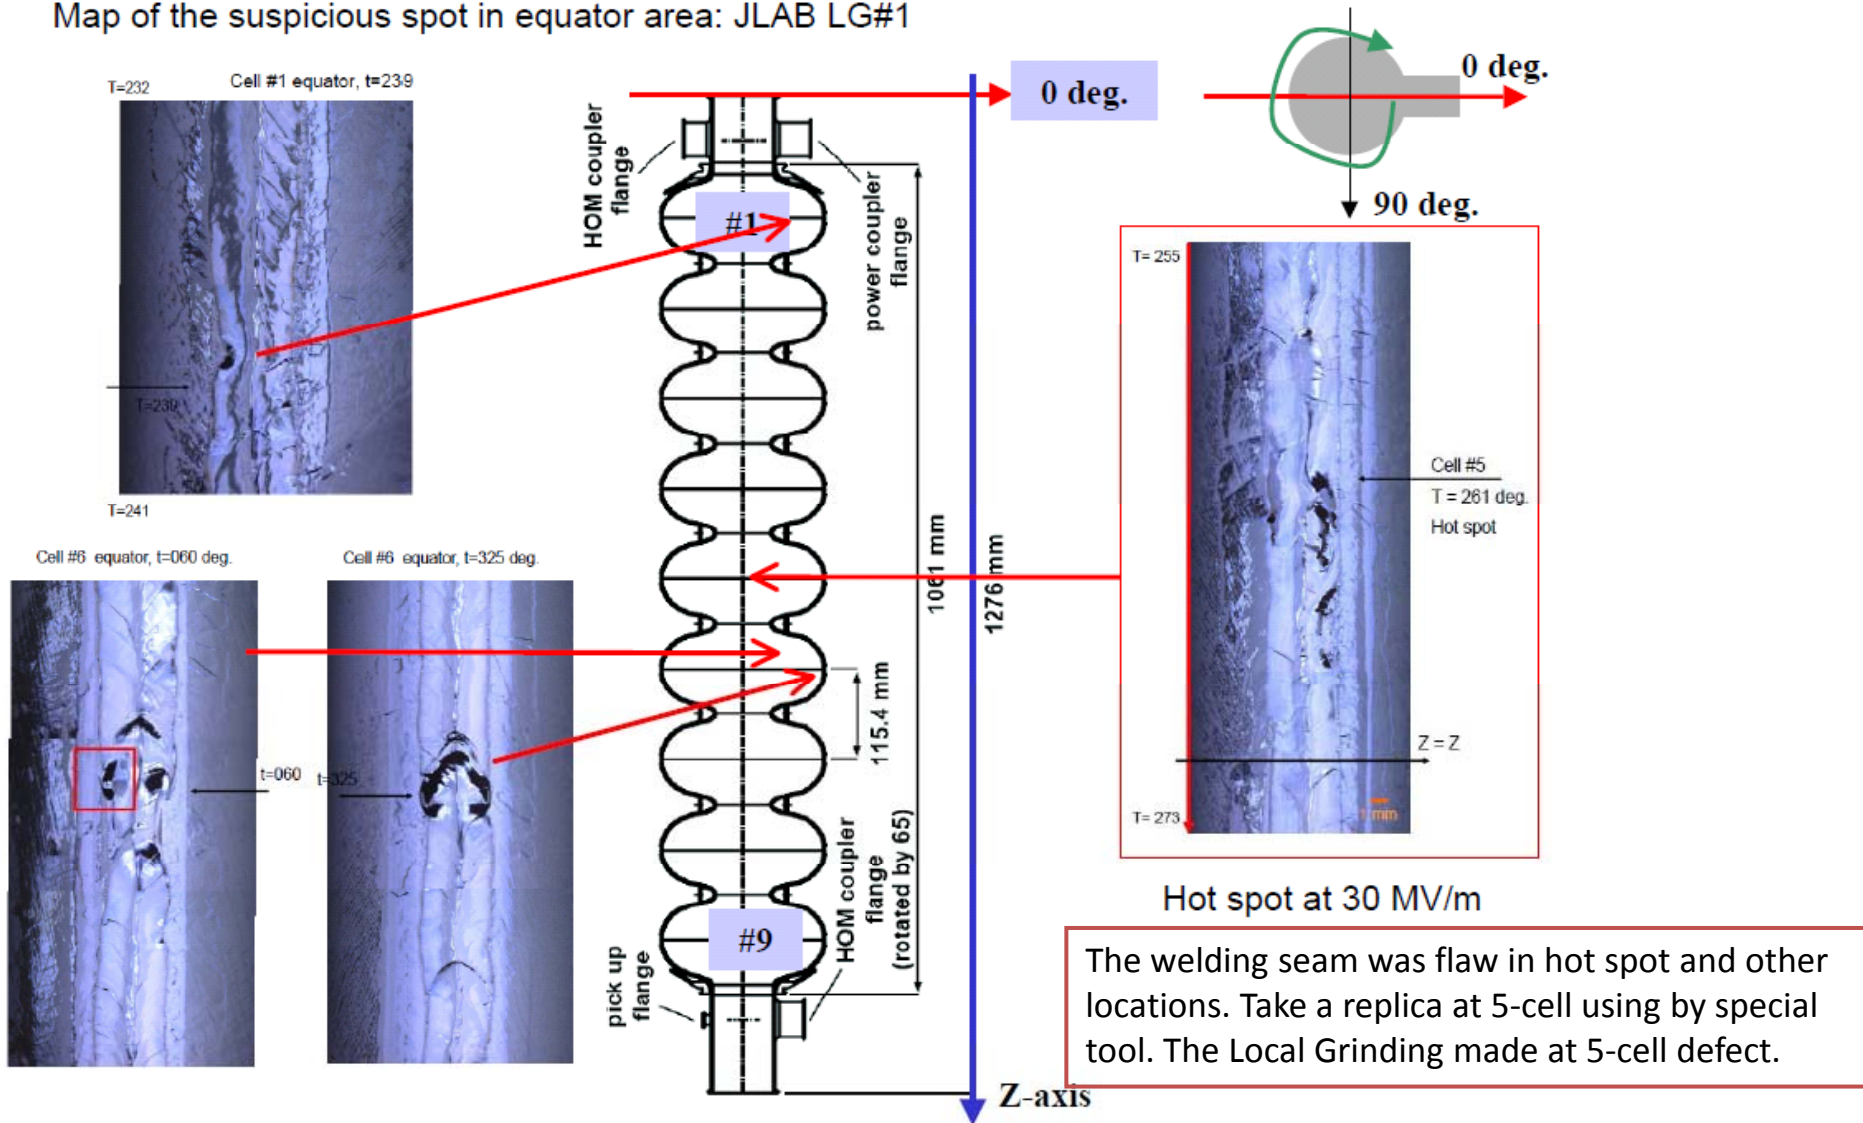 Map of the suspicious spot in equator area: JLAB LG#1
T=232
Cell #1 equator, t=239
T=239
T=241
Cell #6 equator, t=060 deg.
Cell #6 equator, t=325 deg.
t=060
t=325
HOM coupler
flange
#1
power coupler
flange
0 deg.
0 deg.
90 deg.
1061 mm
1276 mm
115.4 mm
HOM coupler
flange
(rotated by 65)
#9
pick up
flange
Z-axis
T= 255
Cell #5
T = 261 deg.
Hot spot
Z = Z
1 mm
T= 273
Hot spot at 30 MV/m
The welding seam was flaw in hot spot and other
locations. Take a replica at 5-cell using by special
tool. The Local Grinding made at 5-cell defect.